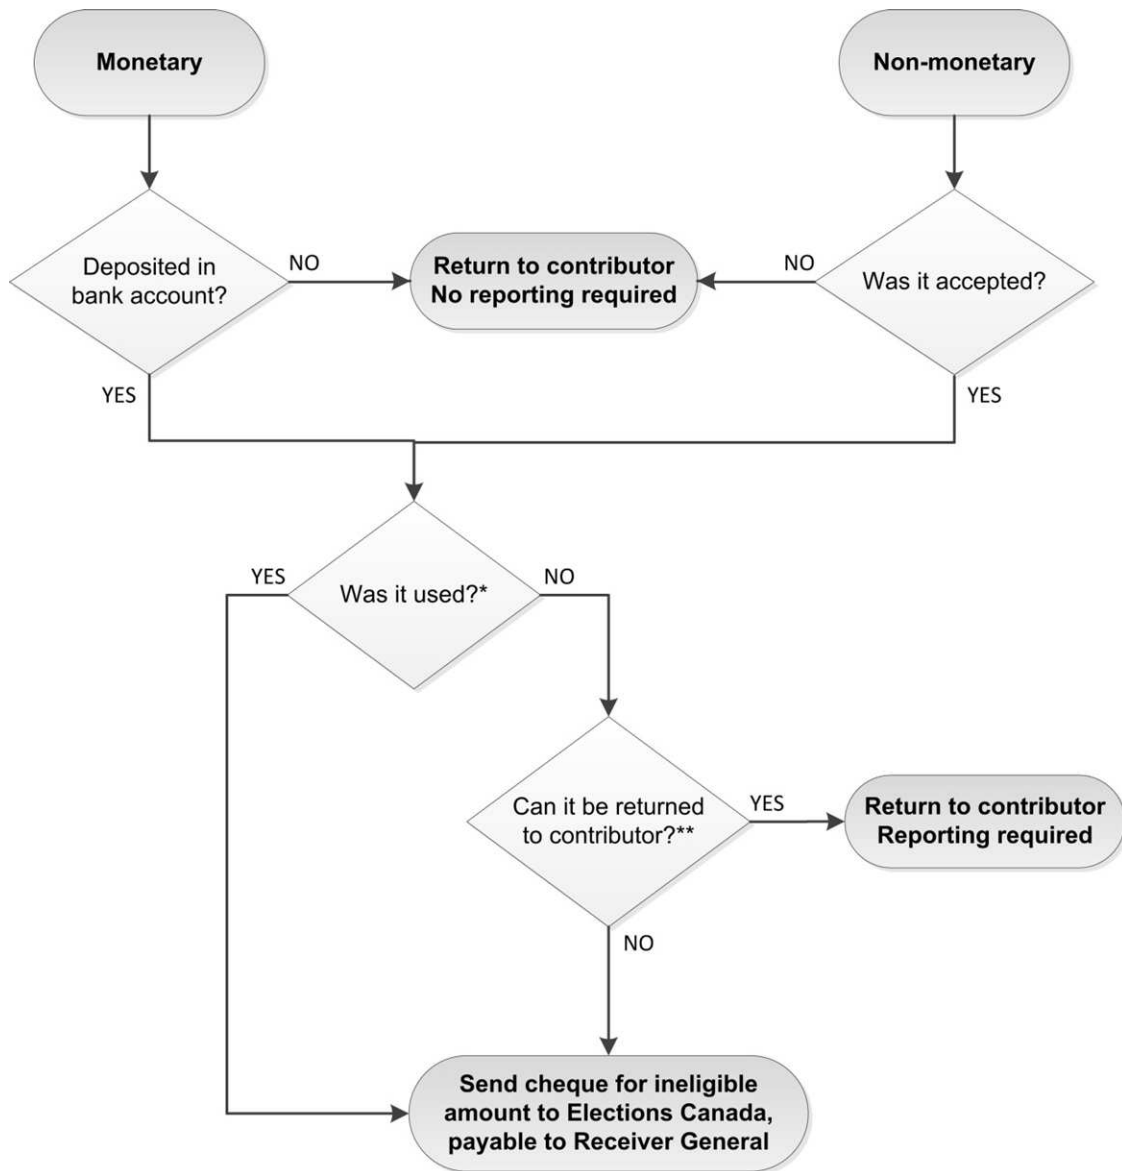 Monetary
Non-monetary
Deposited in
bank account?
NO
Return to contributor
No reporting required
NO
Was it accepted?
YES
YES
YES
Was it used?*
NO
Can it be returned
to contributor?**
YES
Return to contributor
Reporting required
NO
Send cheque for ineligible
amount to Elections Canada,
payable to Receiver General